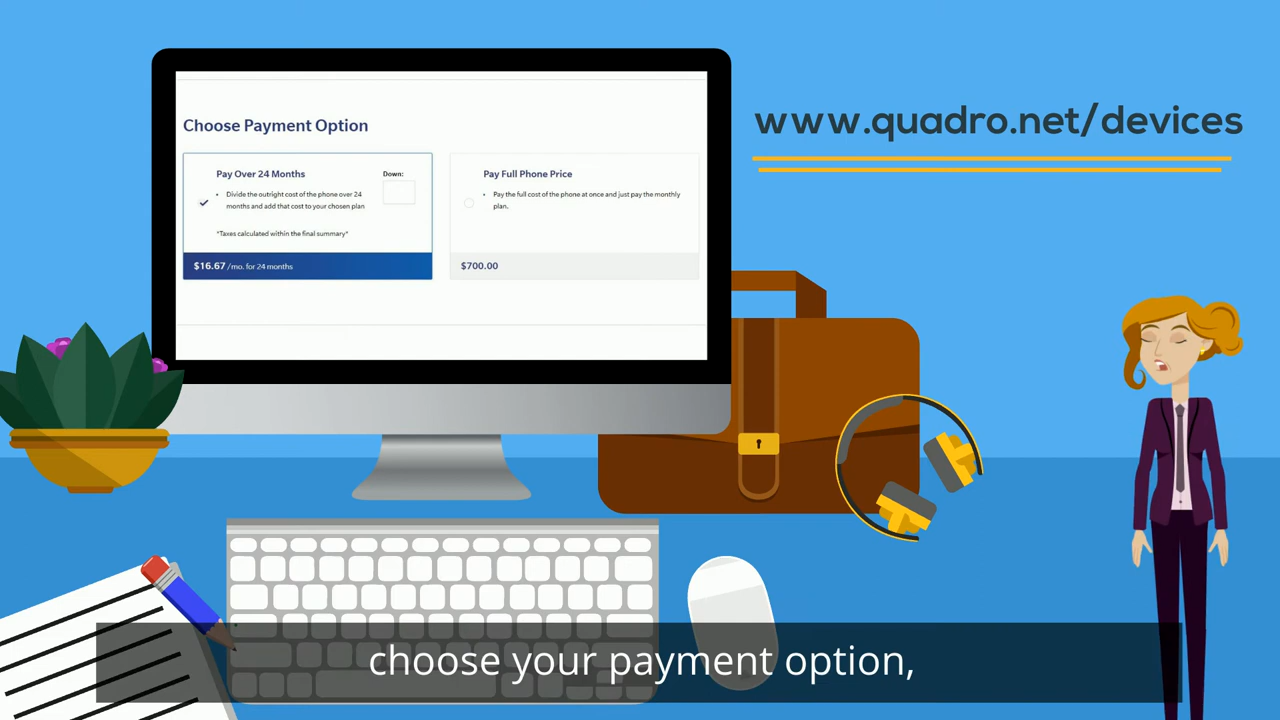 www.quadro.net/devices
Choose Payment Option
Pay Over 24 Months
Down:
• Divide the outright cost of the phone over 24
months and add that cost to your chosen plan
*Taxes calculated within the final summary*
$16.67 /mo. for 24 months
Pay Full Phone Price
• Pay the full cost of the phone at once and just pay the monthly
plan.
$700.00
choose your payment option,